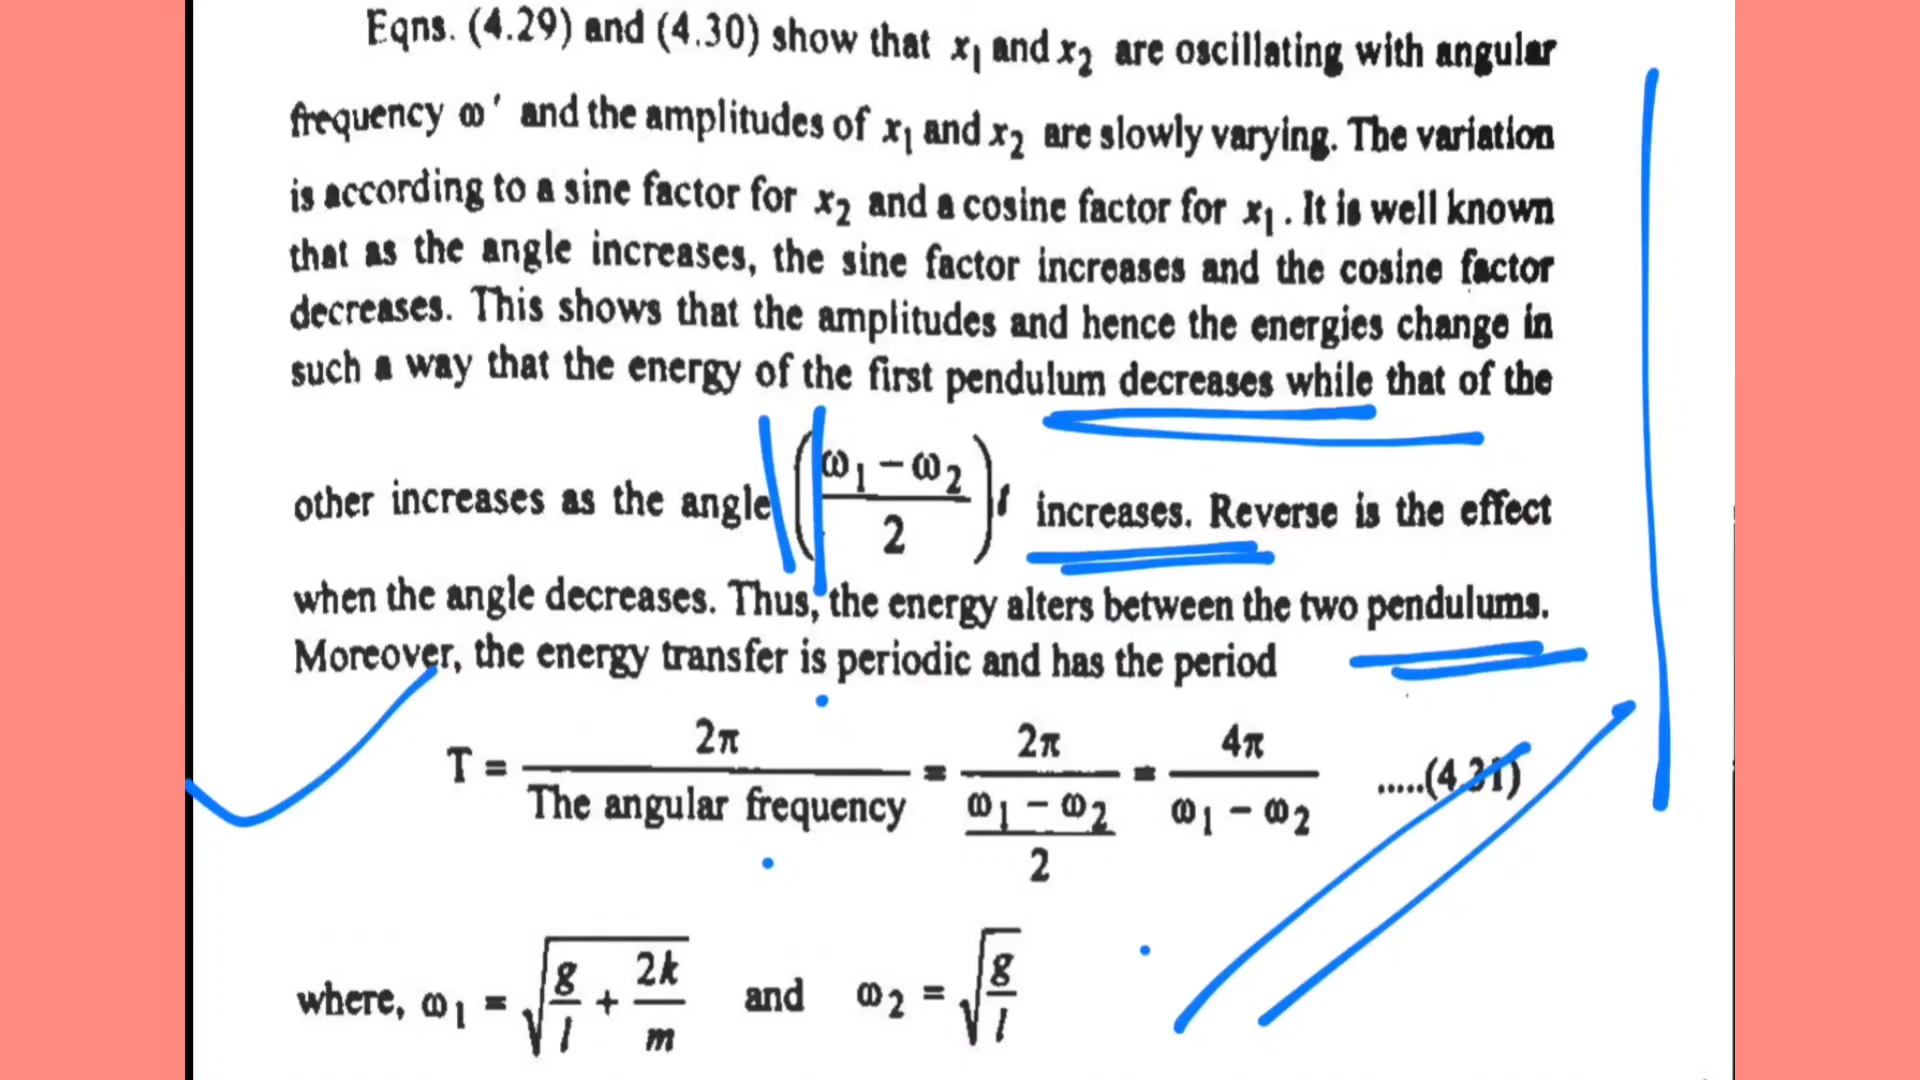 Eqns. (4.29) and (4.30) show that x₁ and x₂ are oscillating with angular
frequency ω′ and the amplitudes of x₁ and x₂ are slowly varying. The variation
is according to a sine factor for x₂ and a cosine factor for x₁. It is well known
that as the angle increases, the sine factor increases and the cosine factor
decreases. This shows that the amplitudes and hence the energies change in
such a way that the energy of the first pendulum decreases while that of the
other increases as the angle ((ω₁ − ω₂)/2)t increases. Reverse is the effect
when the angle decreases. Thus, the energy alters between the two pendulums.
Moreover, the energy transfer is periodic and has the period
T = 2π/The angular frequency = 2π/((ω₁ − ω₂)/2) = 4π/(ω₁ − ω₂) .....(4.31)
where, ω₁ = √(g/l + 2k/m) and ω₂ = √(g/l)